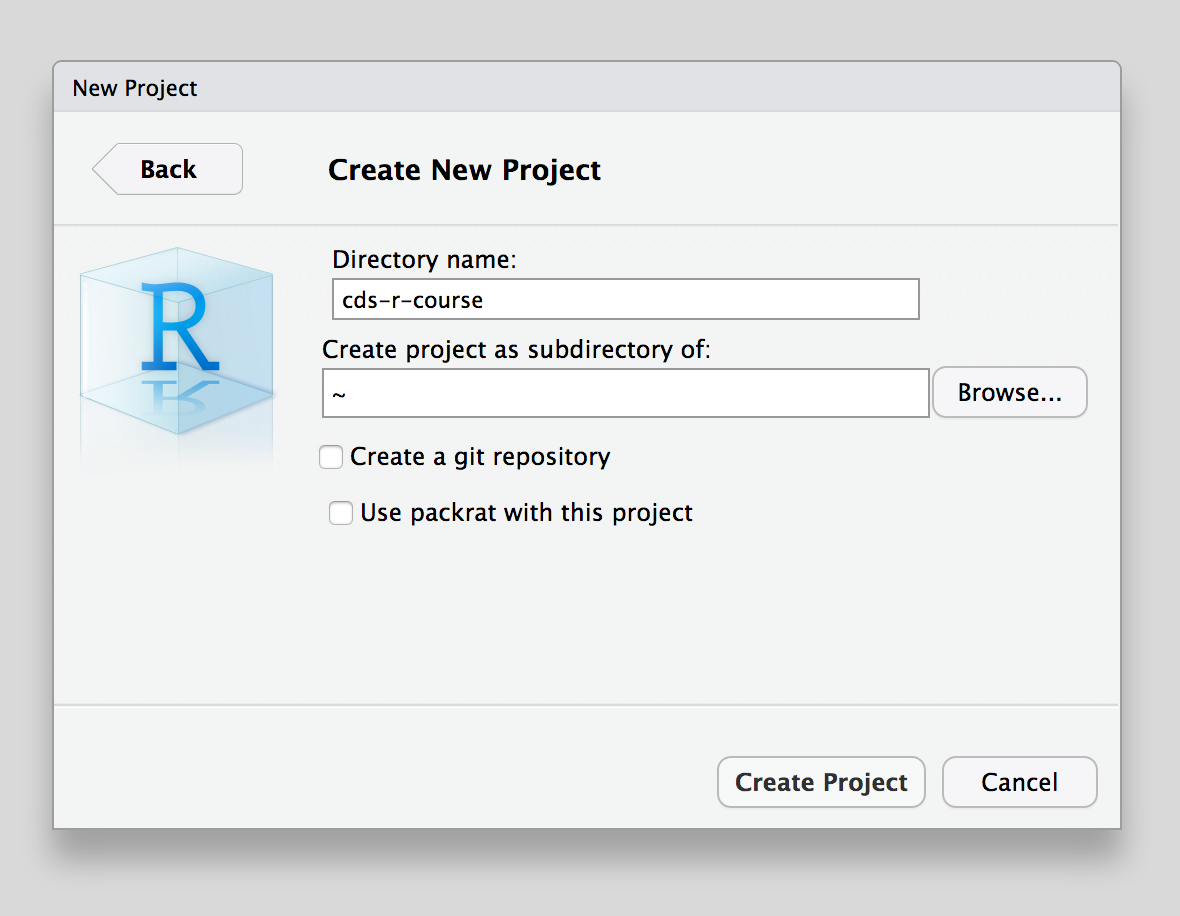 New Project
Back
Create New Project
R
Directory name:
cds-r-course
Create project as subdirectory of:
~
Browse...
Create a git repository
Use packrat with this project
Create Project
Cancel